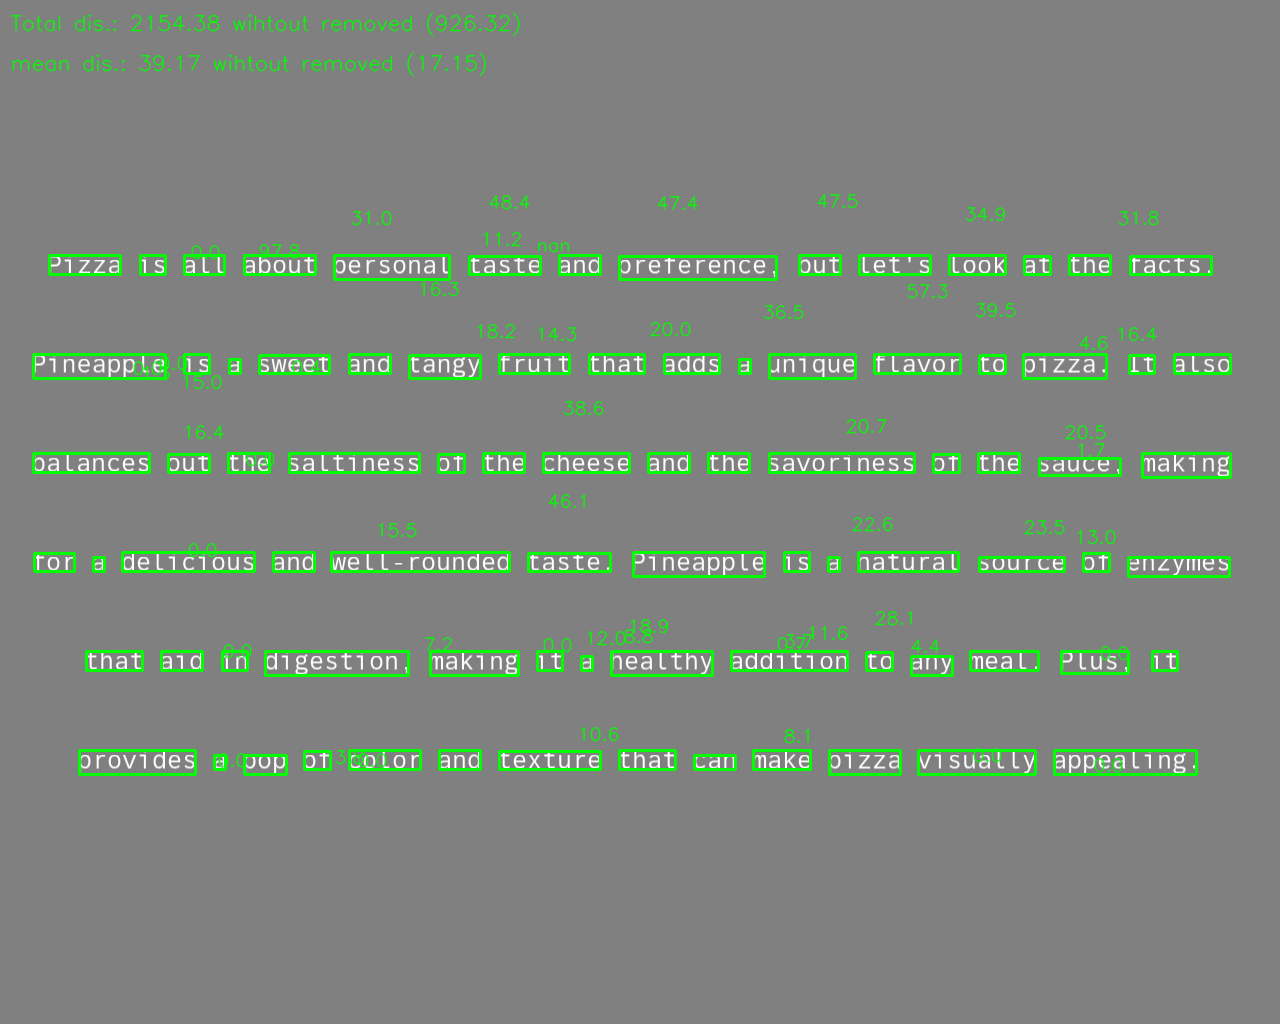 Total dis.: 2154.38 wihtout removed (926.32)
mean dis.: 39.17 wihtout removed (17.15)
48.4 47.4 47.5
31.0 34.9 31.8
0.0 97.8 11.2 nan
Pizza is all about personal taste and preference, but let's look at the facts.
16.3 57.3
18.2 14.3 20.0 36.5 39.5 16.4
4.6
Pineapple is a sweet and tangy fruit that adds a unique flavor to pizza. It also
15.0
38.6
16.4 20.7 20.5
1.7
balances but the saltiness of the cheese and the savoriness of the sauce, making
46.1
15.5 22.6 23.5 13.0
0.0
for a delicious and well-rounded taste. Pineapple is a natural source of enzymes
28.1
18.9 11.6
0.0 7.2 0.0 12.0 4.4
that aid in digestion, making it a healthy addition to any meal. Plus, it
10.6 8.1
provides a pop of color and texture that can make pizza visually appealing.